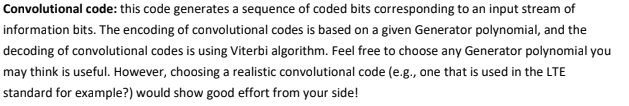 Convolutional code: this code generates a sequence of coded bits corresponding to an input stream of
information bits. The encoding of convolutional codes is based on a given Generator polynomial, and the
decoding of convolutional codes is using Viterbi algorithm. Feel free to choose any Generator polynomial you
may think is useful. However, choosing a realistic convolutional code (e.g., one that is used in the LTE
standard for example?) would show good effort from your side!